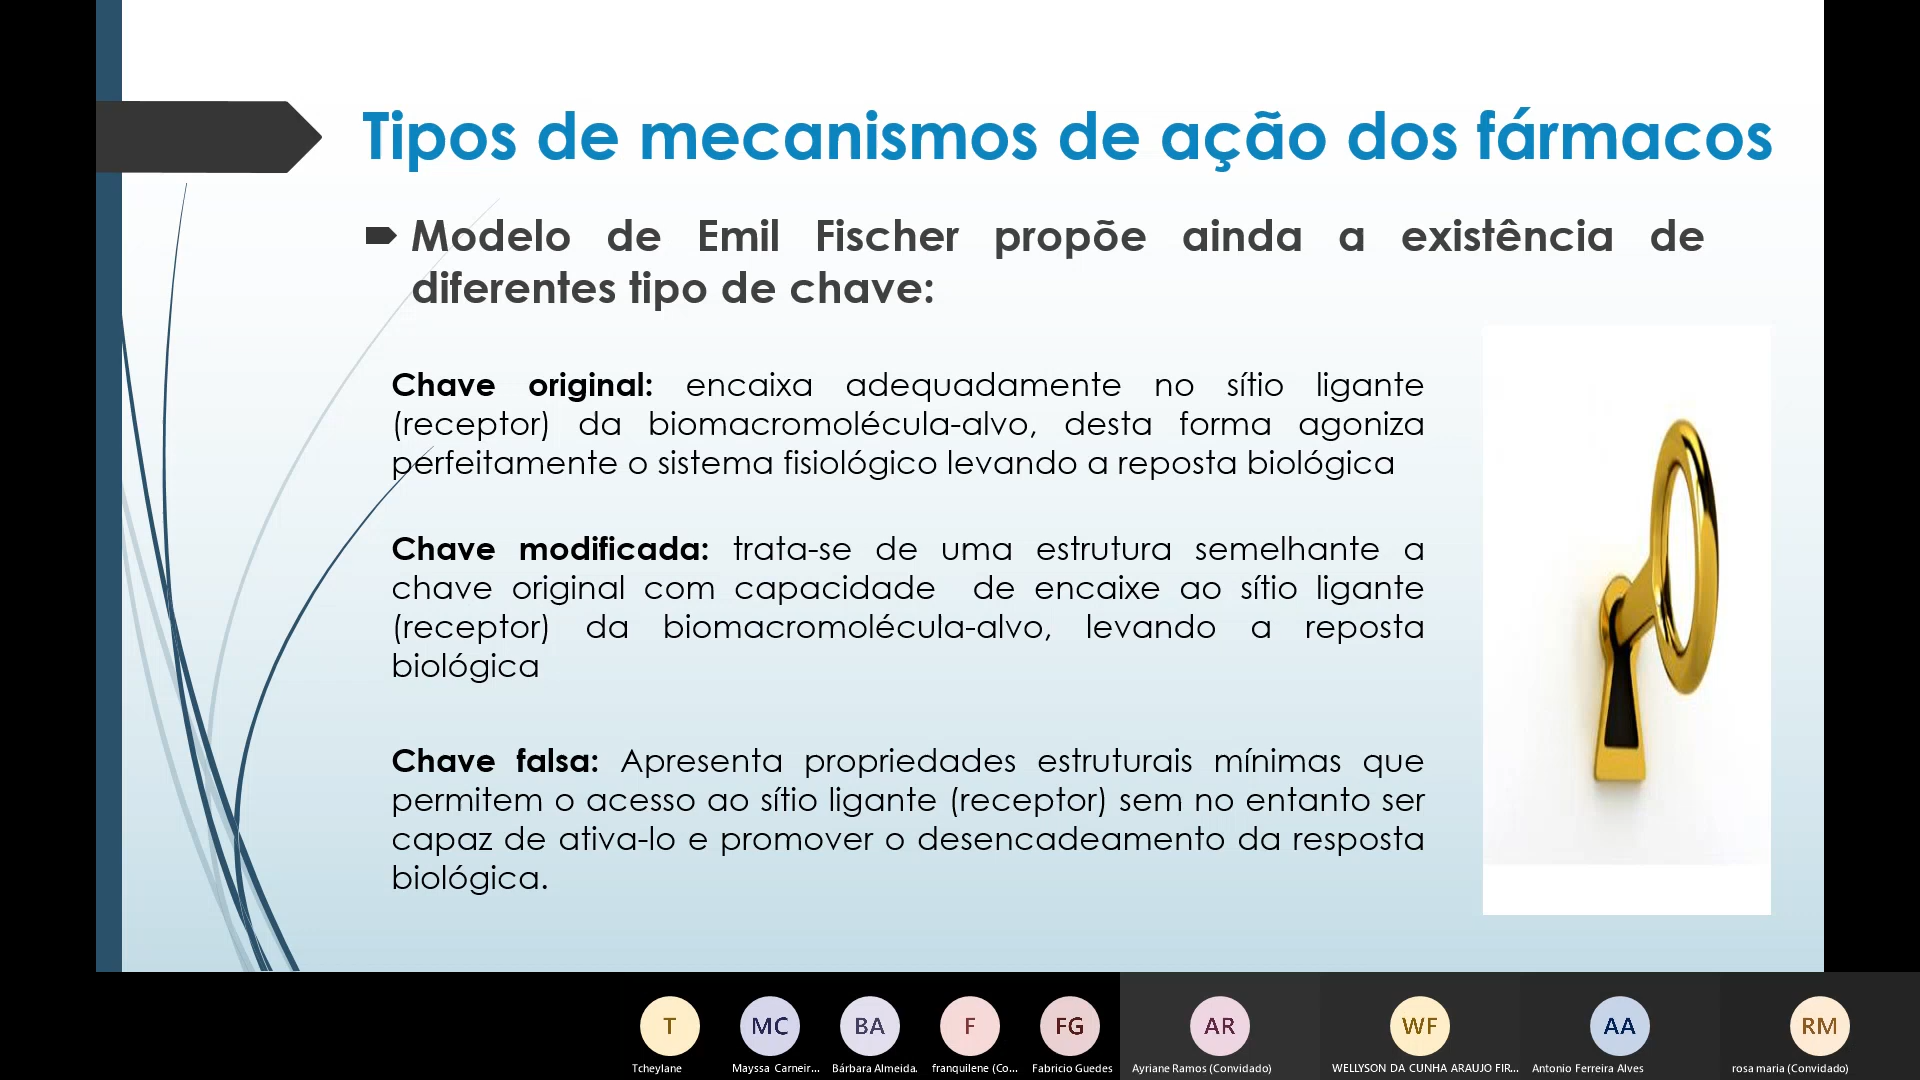 Tipos de mecanismos de ação dos fármacos
Modelo de Emil Fischer propõe ainda a existência de
diferentes tipo de chave:
Chave original: encaixa adequadamente no sítio ligante
(receptor) da biomacromolécula-alvo, desta forma agoniza
perfeitamente o sistema fisiológico levando a reposta biológica
Chave modificada: trata-se de uma estrutura semelhante a
chave original com capacidade de encaixe ao sítio ligante
(receptor) da biomacromolécula-alvo, levando a reposta
biológica
Chave falsa: Apresenta propriedades estruturais mínimas que
permitem o acesso ao sítio ligante (receptor) sem no entanto ser
capaz de ativa-lo e promover o desencadeamento da resposta
biológica.
T MC BA F FG AR WF AA RM
Tcheylane Mayssa Carneir... Bárbara Almeida. franquilene (Co... Fabricio Guedes Ayriane Ramos (Convidado) WELLYSON DA CUNHA ARAUJO FIR... Antonio Ferreira Alves rosa maria (Convidado)